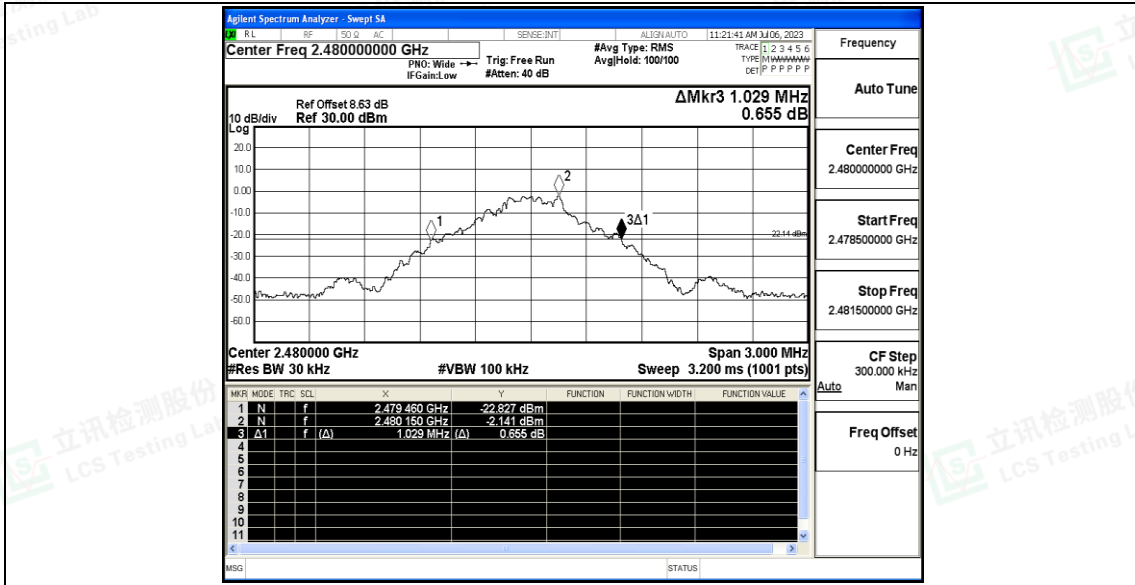 Agilent Spectrum Analyzer - Swept SA
LXI RL RF 50 Ω AC SENSE:INT ALIGNAUTO 11:21:41 AM Jul 06, 2023
Center Freq 2.480000000 GHz
PNO: Wide
IFGain:Low
Trig: Free Run
#Atten: 40 dB
#Avg Type: RMS
Avg|Hold: 100/100
TRACE 1 2 3 4 5 6
TYPE M WWWWW
DET P P P P P P
Ref Offset 8.63 dB
10 dB/div Ref 30.00 dBm
Log
ΔMkr3 1.029 MHz
0.655 dB
20.0
10.0
0.00
-10.0
-20.0
-30.0
-40.0
-50.0
-60.0
1
2
3Δ1
-22.14 dBm
Center 2.480000 GHz Span 3.000 MHz
#Res BW 30 kHz #VBW 100 kHz Sweep 3.200 ms (1001 pts)
MKR MODE TRC SCL X Y FUNCTION FUNCTION WIDTH FUNCTION VALUE
1 N f 2.479 460 GHz -22.827 dBm
2 N f 2.480 150 GHz -2.141 dBm
3 Δ1 f (Δ) 1.029 MHz (Δ) 0.655 dB
4
5
6
7
8
9
10
11
MSG STATUS
Frequency
Auto Tune
Center Freq
2.480000000 GHz
Start Freq
2.478500000 GHz
Stop Freq
2.481500000 GHz
CF Step
300.000 kHz
Auto Man
Freq Offset
0 Hz
立讯检测股份
LCS Testing Lab